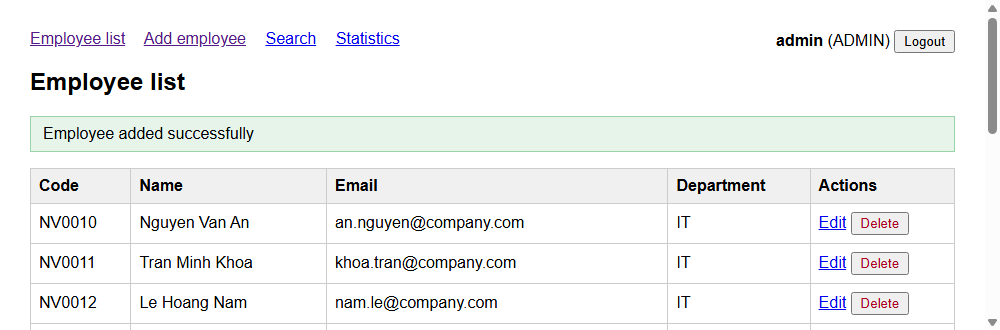 Employee list Add employee Search Statistics admin (ADMIN) Logout
Employee list
Employee added successfully
Code Name Email Department Actions
NV0010 Nguyen Van An an.nguyen@company.com IT Edit Delete
NV0011 Tran Minh Khoa khoa.tran@company.com IT Edit Delete
NV0012 Le Hoang Nam nam.le@company.com IT Edit Delete